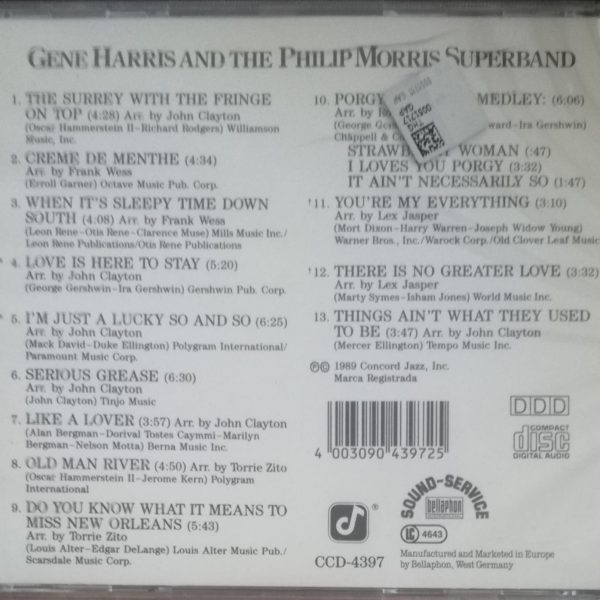 GENE HARRIS AND THE PHILIP MORRIS SUPERBAND
1. THE SURREY WITH THE FRINGE
ON TOP (4:28) Arr. by John Clayton
(Oscar Hammerstein II-Richard Rodgers) Williamson
Music, Inc.
2. CREME DE MENTHE (4:34)
Arr. by Frank Wess
(Erroll Garner) Octave Music Pub. Corp.
3. WHEN IT'S SLEEPY TIME DOWN
SOUTH (4:08) Arr. by Frank Wess
(Leon Rene-Otis Rene-Clarence Muse) Mills Music Inc./
Leon Rene Publications/Otis Rene Publications
4. LOVE IS HERE TO STAY (5:20)
Arr. by John Clayton
(George Gershwin-Ira Gershwin) Gershwin Pub. Corp.
5. I'M JUST A LUCKY SO AND SO (6:25)
Arr. by John Clayton
(Mack David-Duke Ellington) Polygram International/
Paramount Music Corp.
6. SERIOUS GREASE (6:30)
Arr. by John Clayton
(John Clayton) Tinjo Music
7. LIKE A LOVER (3:57) Arr. by John Clayton
(Alan Bergman-Dorival Tostes Caymmi-Marilyn
Bergman-Nelson Motta) Berna Music Inc.
8. OLD MAN RIVER (4:50) Arr. by Torrie Zito
(Oscar Hammerstein II-Jerome Kern) Polygram
International
9. DO YOU KNOW WHAT IT MEANS TO
MISS NEW ORLEANS (5:43)
Arr. by Torrie Zito
(Louis Alter-Edgar DeLange) Louis Alter Music Pub./
Scarsdale Music Corp.
10. PORGY MEDLEY: (6:06)
Arr. by
(George Gershwin-Ira Gershwin)
Chappell &
WOMAN (:47)
I LOVES YOU PORGY (3:32)
IT AIN'T NECESSARILY SO (1:47)
†11. YOU'RE MY EVERYTHING (3:10)
Arr. by Lex Jasper
(Mort Dixon-Harry Warren-Joseph Widow Young)
Warner Bros., Inc./Warock Corp./Old Clover Leaf Music
†12. THERE IS NO GREATER LOVE (3:32)
Arr. by Lex Jasper
(Marty Symes-Isham Jones) World Music Inc.
13. THINGS AIN'T WHAT THEY USED
TO BE (3:47) Arr. by John Clayton
(Mercer Ellington) Tempo Music Inc.
℗© 1989 Concord Jazz, Inc.
Marca Registrada
DDD
COMPACT
disc
DIGITAL AUDIO
4 003090 439725
CCD-4397
SOUND-SERVICE
bellaphon
LC 4643
Manufactured and Marketed in Europe
by Bellaphon, West Germany